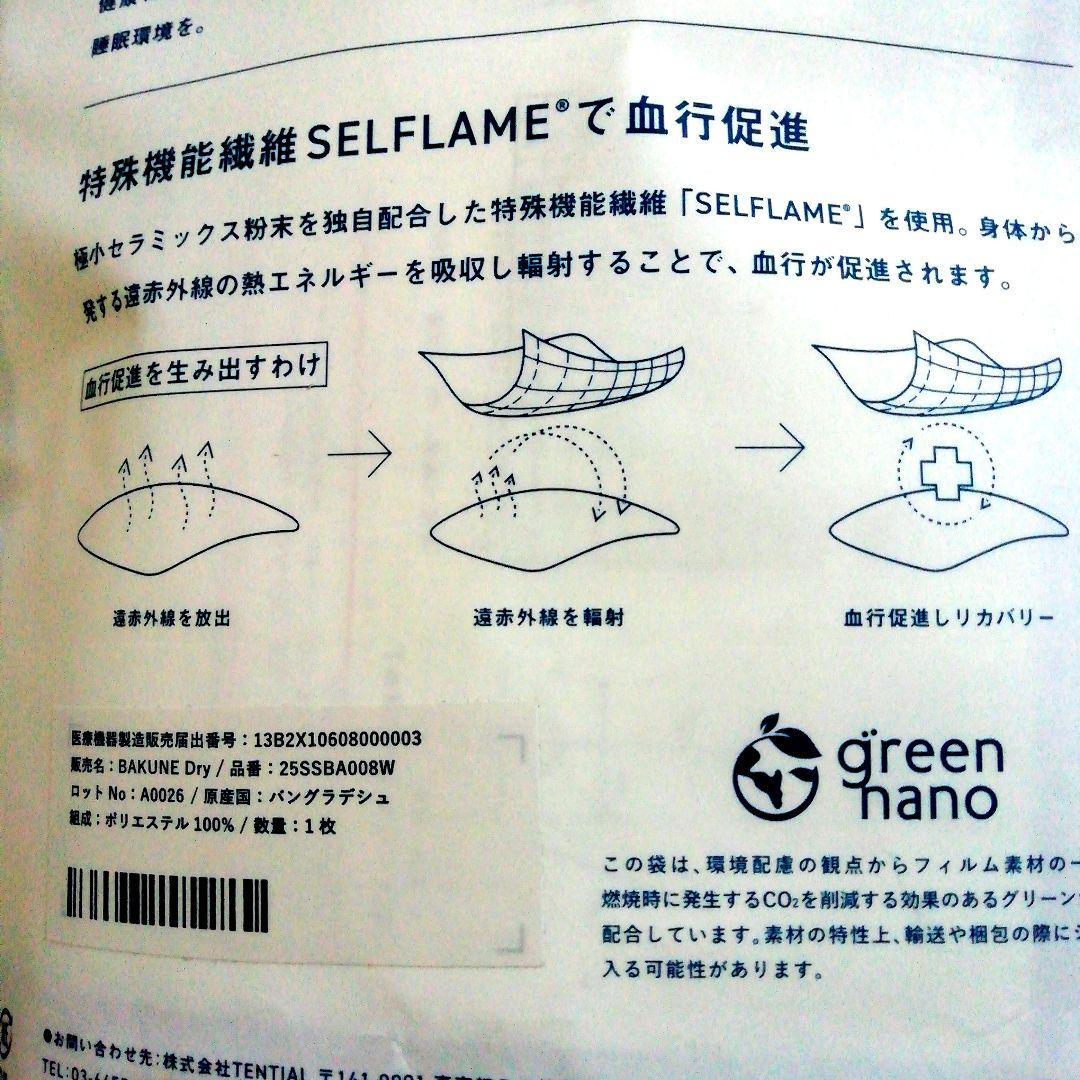 睡眠環境を。
特殊機能繊維SELFLAME®で血行促進
極小セラミックス粉末を独自配合した特殊機能繊維「SELFLAME®」を使用。身体から
発する遠赤外線の熱エネルギーを吸収し輻射することで、血行が促進されます。
血行促進を生み出すわけ
遠赤外線を放出
遠赤外線を輻射
血行促進しリカバリー
医療機器製造販売届出番号：13B2X10608000003
販売名：BAKUNE Dry / 品番：25SSBA008W
ロットNo：A0026 / 原産国：バングラデシュ
組成：ポリエステル100% / 数量：1枚
green
nano
この袋は、環境配慮の観点からフィルム素材の一
燃焼時に発生するCO₂を削減する効果のあるグリーン
配合しています。素材の特性上、輸送や梱包の際にシ
入る可能性があります。
●お問い合わせ先：株式会社TENTIAL 〒141-0001
TEL:03-